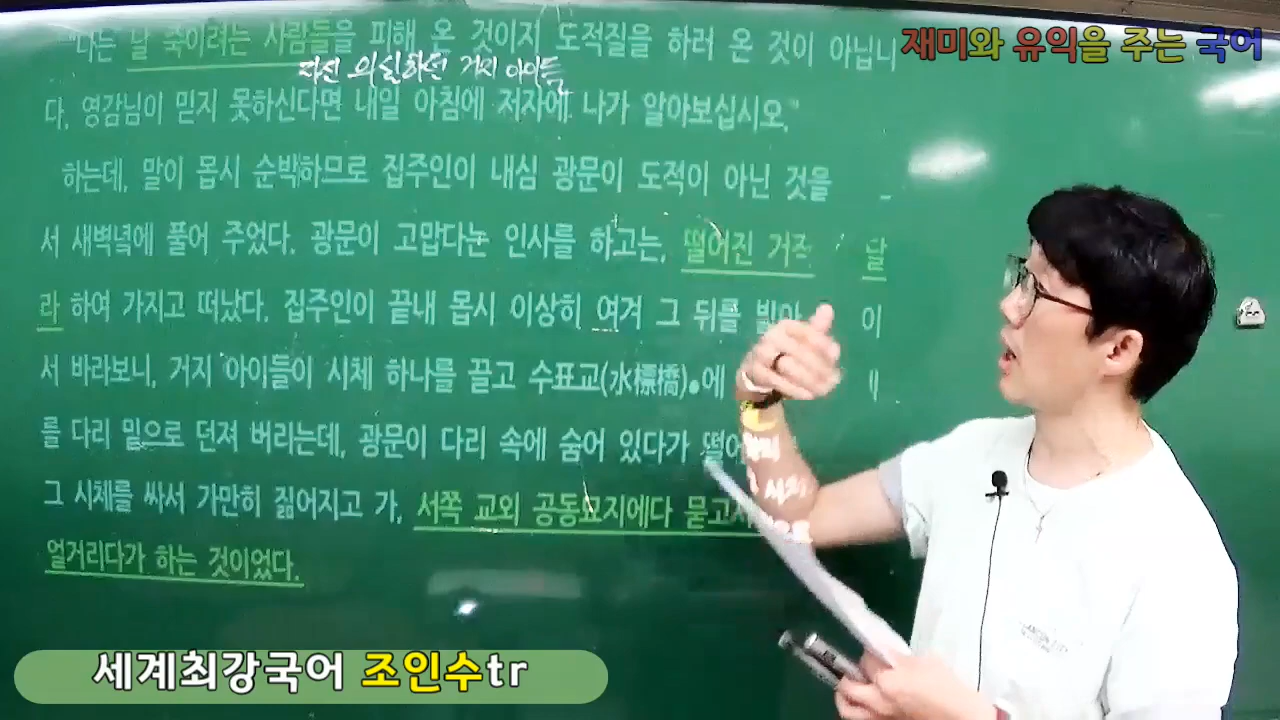 재미와 유익을 주는 국어
"나는 날 죽이려는 사람들을 피해 온 것이지 도적질을 하러 온 것이 아닙니
자신 의심하던 거지 아이들
다. 영감님이 믿지 못하신다면 내일 아침에 저자에 나가 알아보십시오."
하는데, 말이 몹시 순박하므로 집주인이 내심 광문이 도적이 아닌 것을
서 새벽녘에 풀어 주었다. 광문이 고맙다는 인사를 하고는, 떨어진 거적 달
라 하여 가지고 떠났다. 집주인이 끝내 몹시 이상히 여겨 그 뒤를 이
서 바라보니, 거지 아이들이 시체 하나를 끌고 수표교(水標橋)에
를 다리 밑으로 던져 버리는데, 광문이 다리 속에 숨어 있다가
그 시체를 싸서 가만히 짊어지고 가, 서쪽 교외 공동묘지에다 묻고
얼거리다가 하는 것이었다.
세계최강국어 조인수tr